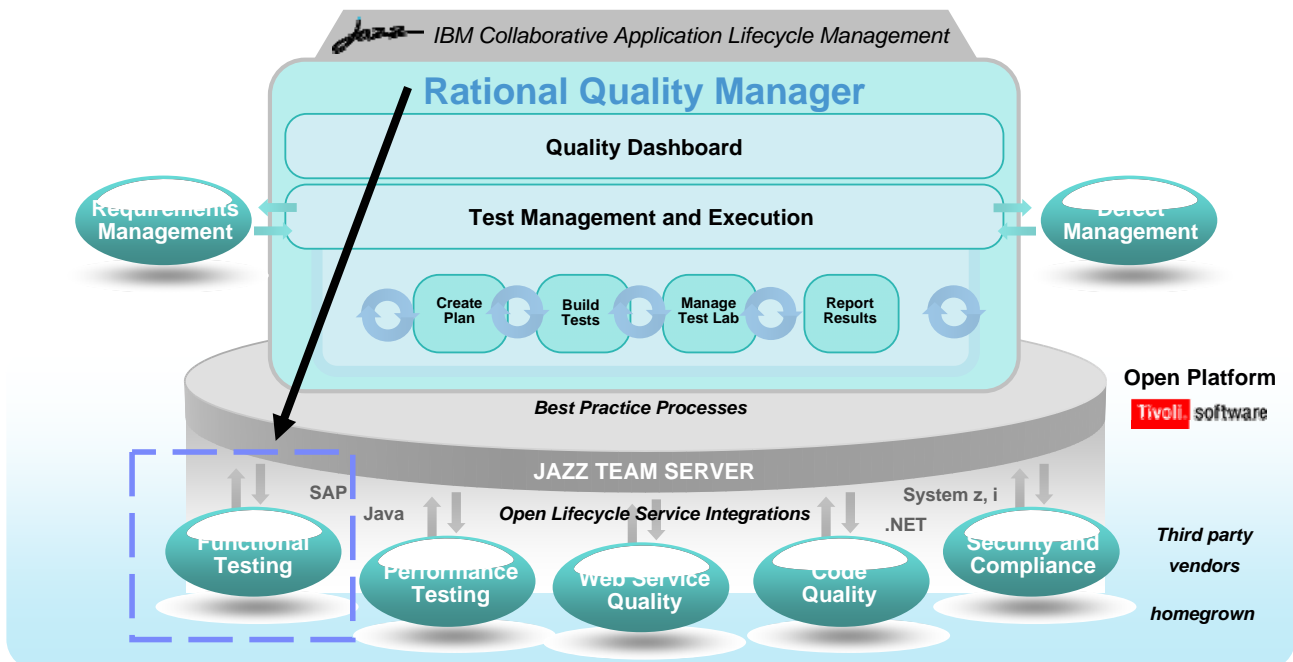 Jazz IBM Collaborative Application Lifecycle Management
Rational Quality Manager
Quality Dashboard
Requirements
Management
Test Management and Execution
Defect
Management
Create
Plan
Build
Tests
Manage
Test Lab
Report
Results
Open Platform
Tivoli. software
Best Practice Processes
JAZZ TEAM SERVER
SAP
Java
Open Lifecycle Service Integrations
System z, i
.NET
Functional
Testing
Performance
Testing
Web Service
Quality
Code
Quality
Security and
Compliance
Third party
vendors
homegrown